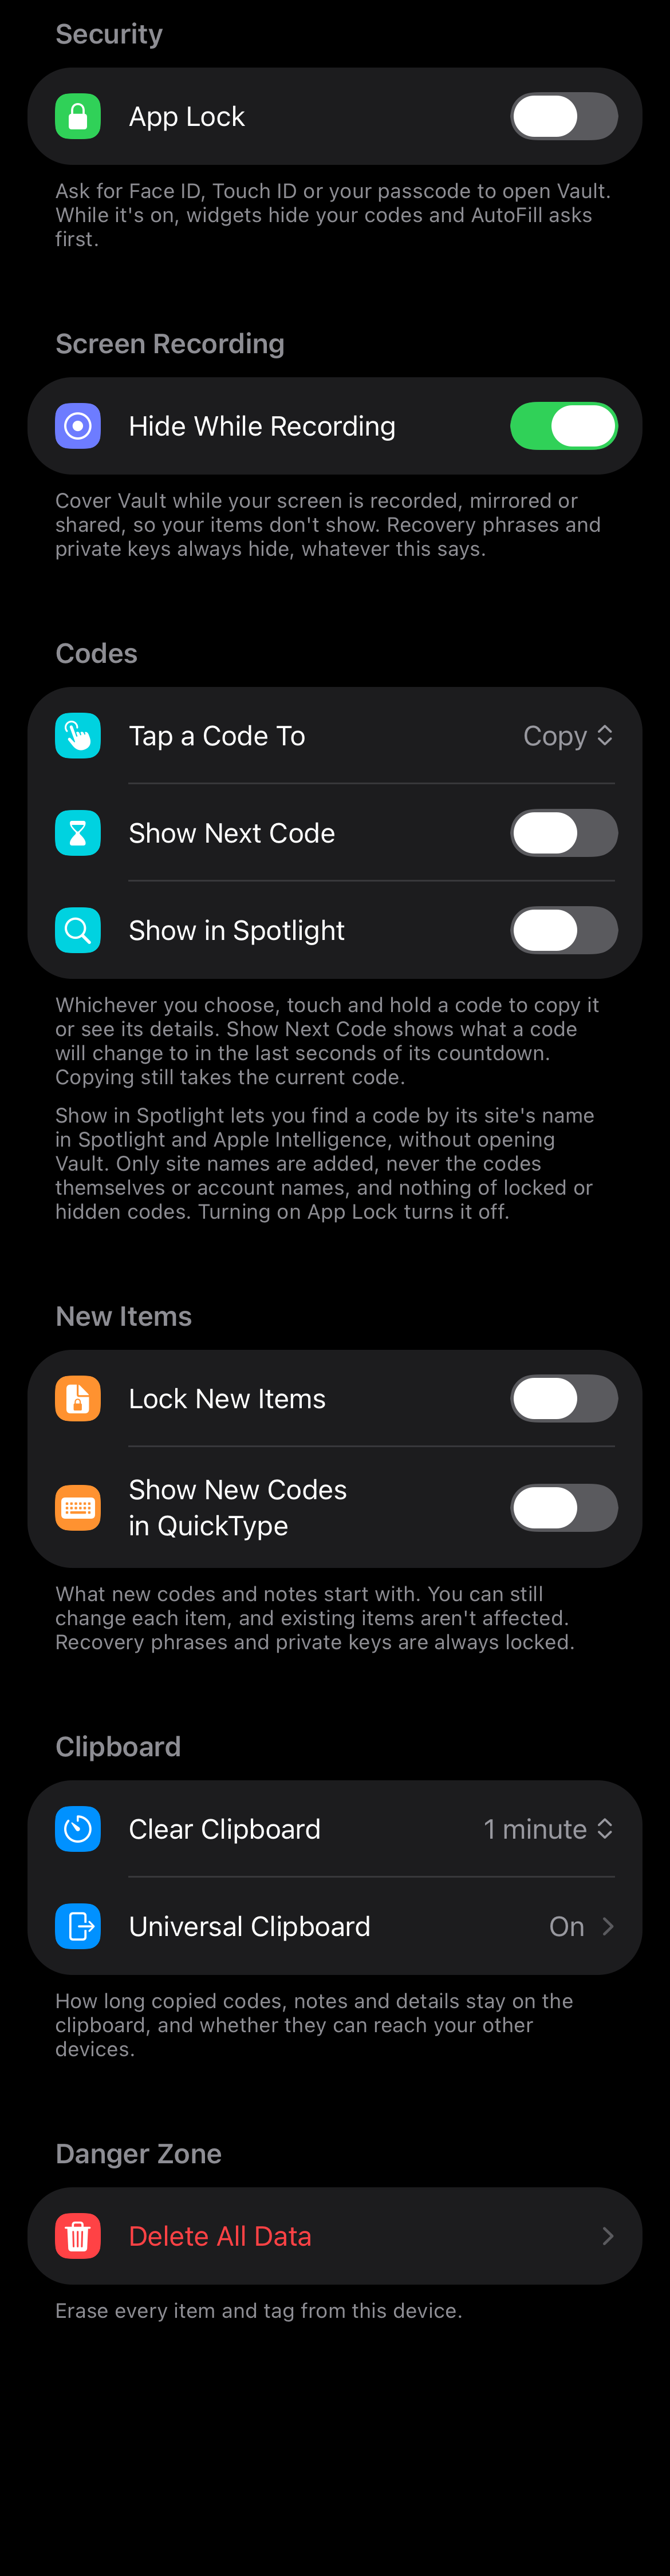 Security
App Lock
Ask for Face ID, Touch ID or your passcode to open Vault.
While it's on, widgets hide your codes and AutoFill asks
first.
Screen Recording
Hide While Recording
Cover Vault while your screen is recorded, mirrored or
shared, so your items don't show. Recovery phrases and
private keys always hide, whatever this says.
Codes
Tap a Code To Copy
Show Next Code
Show in Spotlight
Whichever you choose, touch and hold a code to copy it
or see its details. Show Next Code shows what a code
will change to in the last seconds of its countdown.
Copying still takes the current code.
Show in Spotlight lets you find a code by its site's name
in Spotlight and Apple Intelligence, without opening
Vault. Only site names are added, never the codes
themselves or account names, and nothing of locked or
hidden codes. Turning on App Lock turns it off.
New Items
Lock New Items
Show New Codes
in QuickType
What new codes and notes start with. You can still
change each item, and existing items aren't affected.
Recovery phrases and private keys are always locked.
Clipboard
Clear Clipboard 1 minute
Universal Clipboard On
How long copied codes, notes and details stay on the
clipboard, and whether they can reach your other
devices.
Danger Zone
Delete All Data
Erase every item and tag from this device.